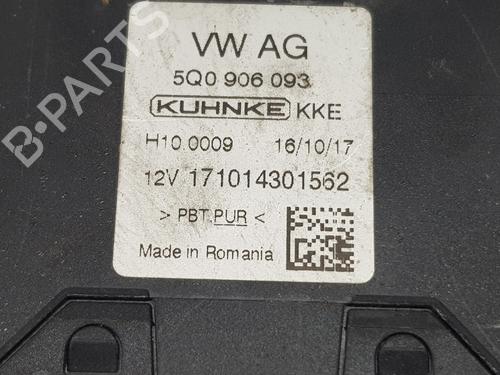 VW AG
5Q0 906 093
KUHNKE KKE
H10 0009 16/10/17
12V 171014301562
> PBT PUR <
Made in Romania